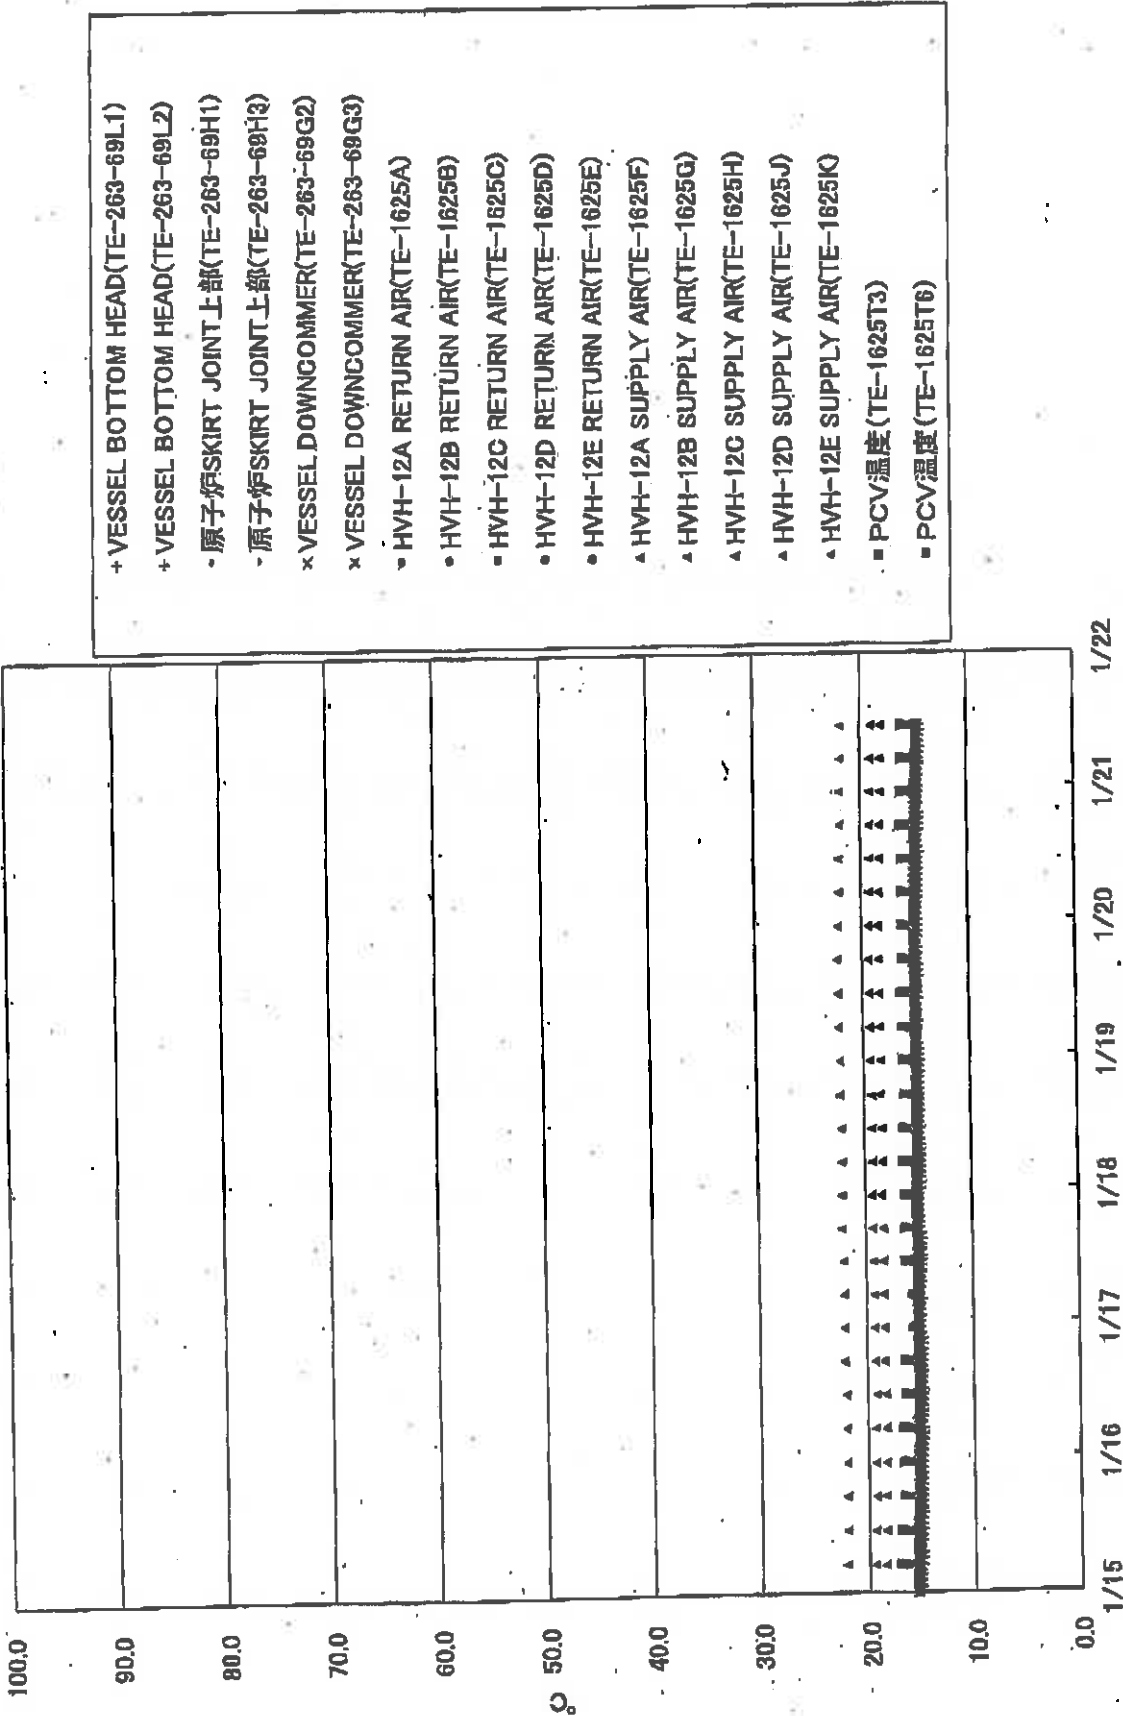 100.0
90.0
80.0
70.0
60.0
50.0
40.0
30.0
20.0
10.0
0.0
℃
1/15
1/16
1/17
1/18
1/19
1/20
1/21
1/22
+ VESSEL BOTTOM HEAD(TE-263-69L1)
+ VESSEL BOTTOM HEAD(TE-263-69L2)
- 原子炉SKIRT JOINT上部(TE-263-69H1)
- 原子炉SKIRT JOINT上部(TE-263-69H3)
× VESSEL DOWNCOMMER(TE-263-69G2)
× VESSEL DOWNCOMMER(TE-263-69G3)
● HVH-12A RETURN AIR(TE-1625A)
● HVH-12B RETURN AIR(TE-1625B)
● HVH-12C RETURN AIR(TE-1625C)
● HVH-12D RETURN AIR(TE-1625D)
● HVH-12E RETURN AIR(TE-1625E)
▲ HVH-12A SUPPLY AIR(TE-1625F)
▲ HVH-12B SUPPLY AIR(TE-1625G)
▲ HVH-12C SUPPLY AIR(TE-1625H)
▲ HVH-12D SUPPLY AIR(TE-1625J)
▲ HVH-12E SUPPLY AIR(TE-1625K)
■ PCV温度(TE-1625T3)
■ PCV温度(TE-1625T6)